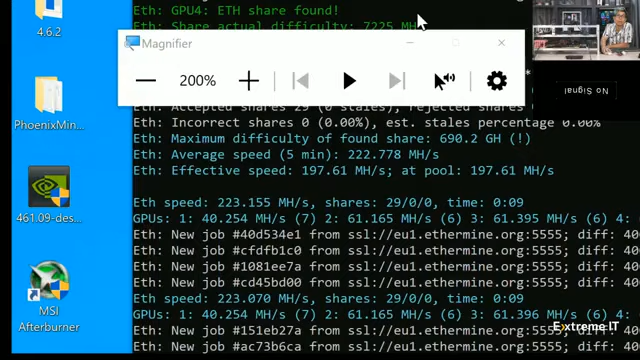 4.6.2
PhoenixMin...
461.09-des...
MSI
Afterburner
Eth: GPU4: ETH share found!
Eth: Share actual difficulty: 7225 MH
Magnifier
200%
No Signal
Eth: Accepted shares 29 (0 stales), rejected shares
Eth: Incorrect shares 0 (0.00%), est. stales percentage 0.00%
Eth: Maximum difficulty of found share: 690.2 GH (!)
Eth: Average speed (5 min): 222.778 MH/s
Eth: Effective speed: 197.61 MH/s; at pool: 197.61 MH/s
Eth speed: 223.155 MH/s, shares: 29/0/0, time: 0:09
GPUs: 1: 40.254 MH/s (7) 2: 61.165 MH/s (6) 3: 61.395 MH/s (6) 4:
Eth: New job #40d534e1 from ssl://eu1.ethermine.org:5555; diff: 40
Eth: New job #cfdfb1c0 from ssl://eu1.ethermine.org:5555; diff: 40
Eth: New job #1081ee7a from ssl://eu1.ethermine.org:5555; diff: 40
Eth: New job #cd45bd00 from ssl://eu1.ethermine.org:5555; diff: 40
Eth speed: 223.070 MH/s, shares: 29/0/0, time: 0:09
GPUs: 1: 40.254 MH/s (7) 2: 61.165 MH/s (6) 3: 61.396 MH/s (6) 4:
Eth: New job #151eb27a from ssl://eu1.ethermine.org:5555; diff:
Eth: New job #ac73b6ca from ssl://eu1.ethermine.org:5555; diff: 40
Extreme IT